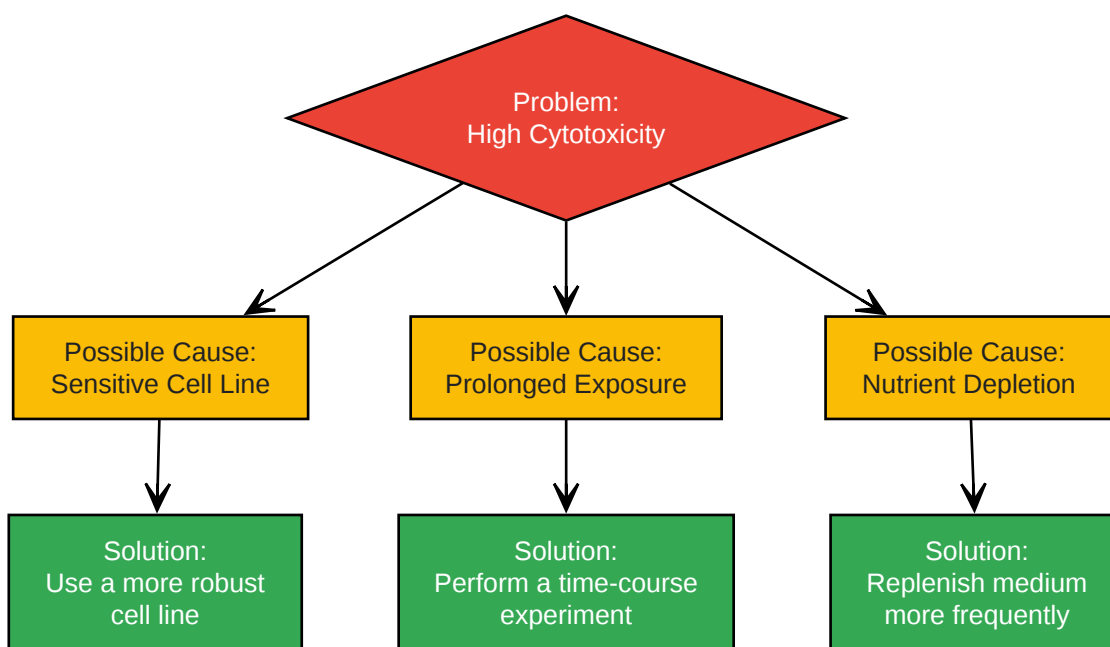 Problem:
High Cytotoxicity
Possible Cause:
Sensitive Cell Line
Possible Cause:
Prolonged Exposure
Possible Cause:
Nutrient Depletion
Solution:
Use a more robust
cell line
Solution:
Perform a time-course
experiment
Solution:
Replenish medium
more frequently